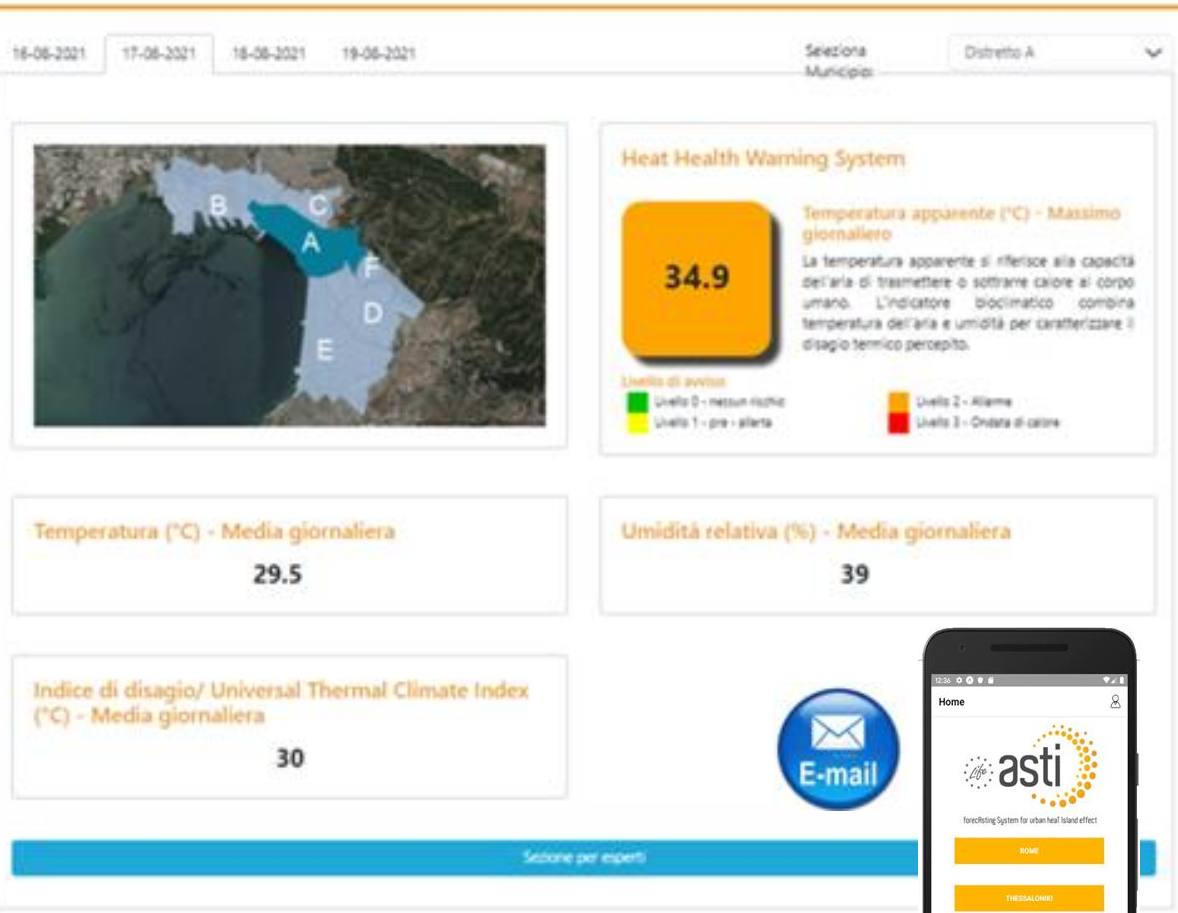 16-08-2021
17-08-2021
18-08-2021
19-08-2021
Seleziona
Municipio:
Distretto A
B
C
A
F
D
E
Heat Health Warning System
34.9
Temperatura apparente (°C) - Massimo
giornaliero
La temperatura apparente si riferisce alla capacità
dell'aria di trasmettere o sottrarre calore al corpo
umano. L'indicatore bioclimatico combina
temperatura dell'aria e umidità per caratterizzare il
disagio termico percepito.
Livello di avviso
Livello 0 - nessun rischio
Livello 1 - pre - allerta
Livello 2 - Allarme
Livello 3 - Ondata di calore
Temperatura (°C) - Media giornaliera
29.5
Umidità relativa (%) - Media giornaliera
39
Indice di disagio/ Universal Thermal Climate Index
(°C) - Media giornaliera
30
E-mail
Sezione per esperti
12:36
Home
Life asti
forecAsting System for urban heaT Island effect
ROME
THESSALONIKI